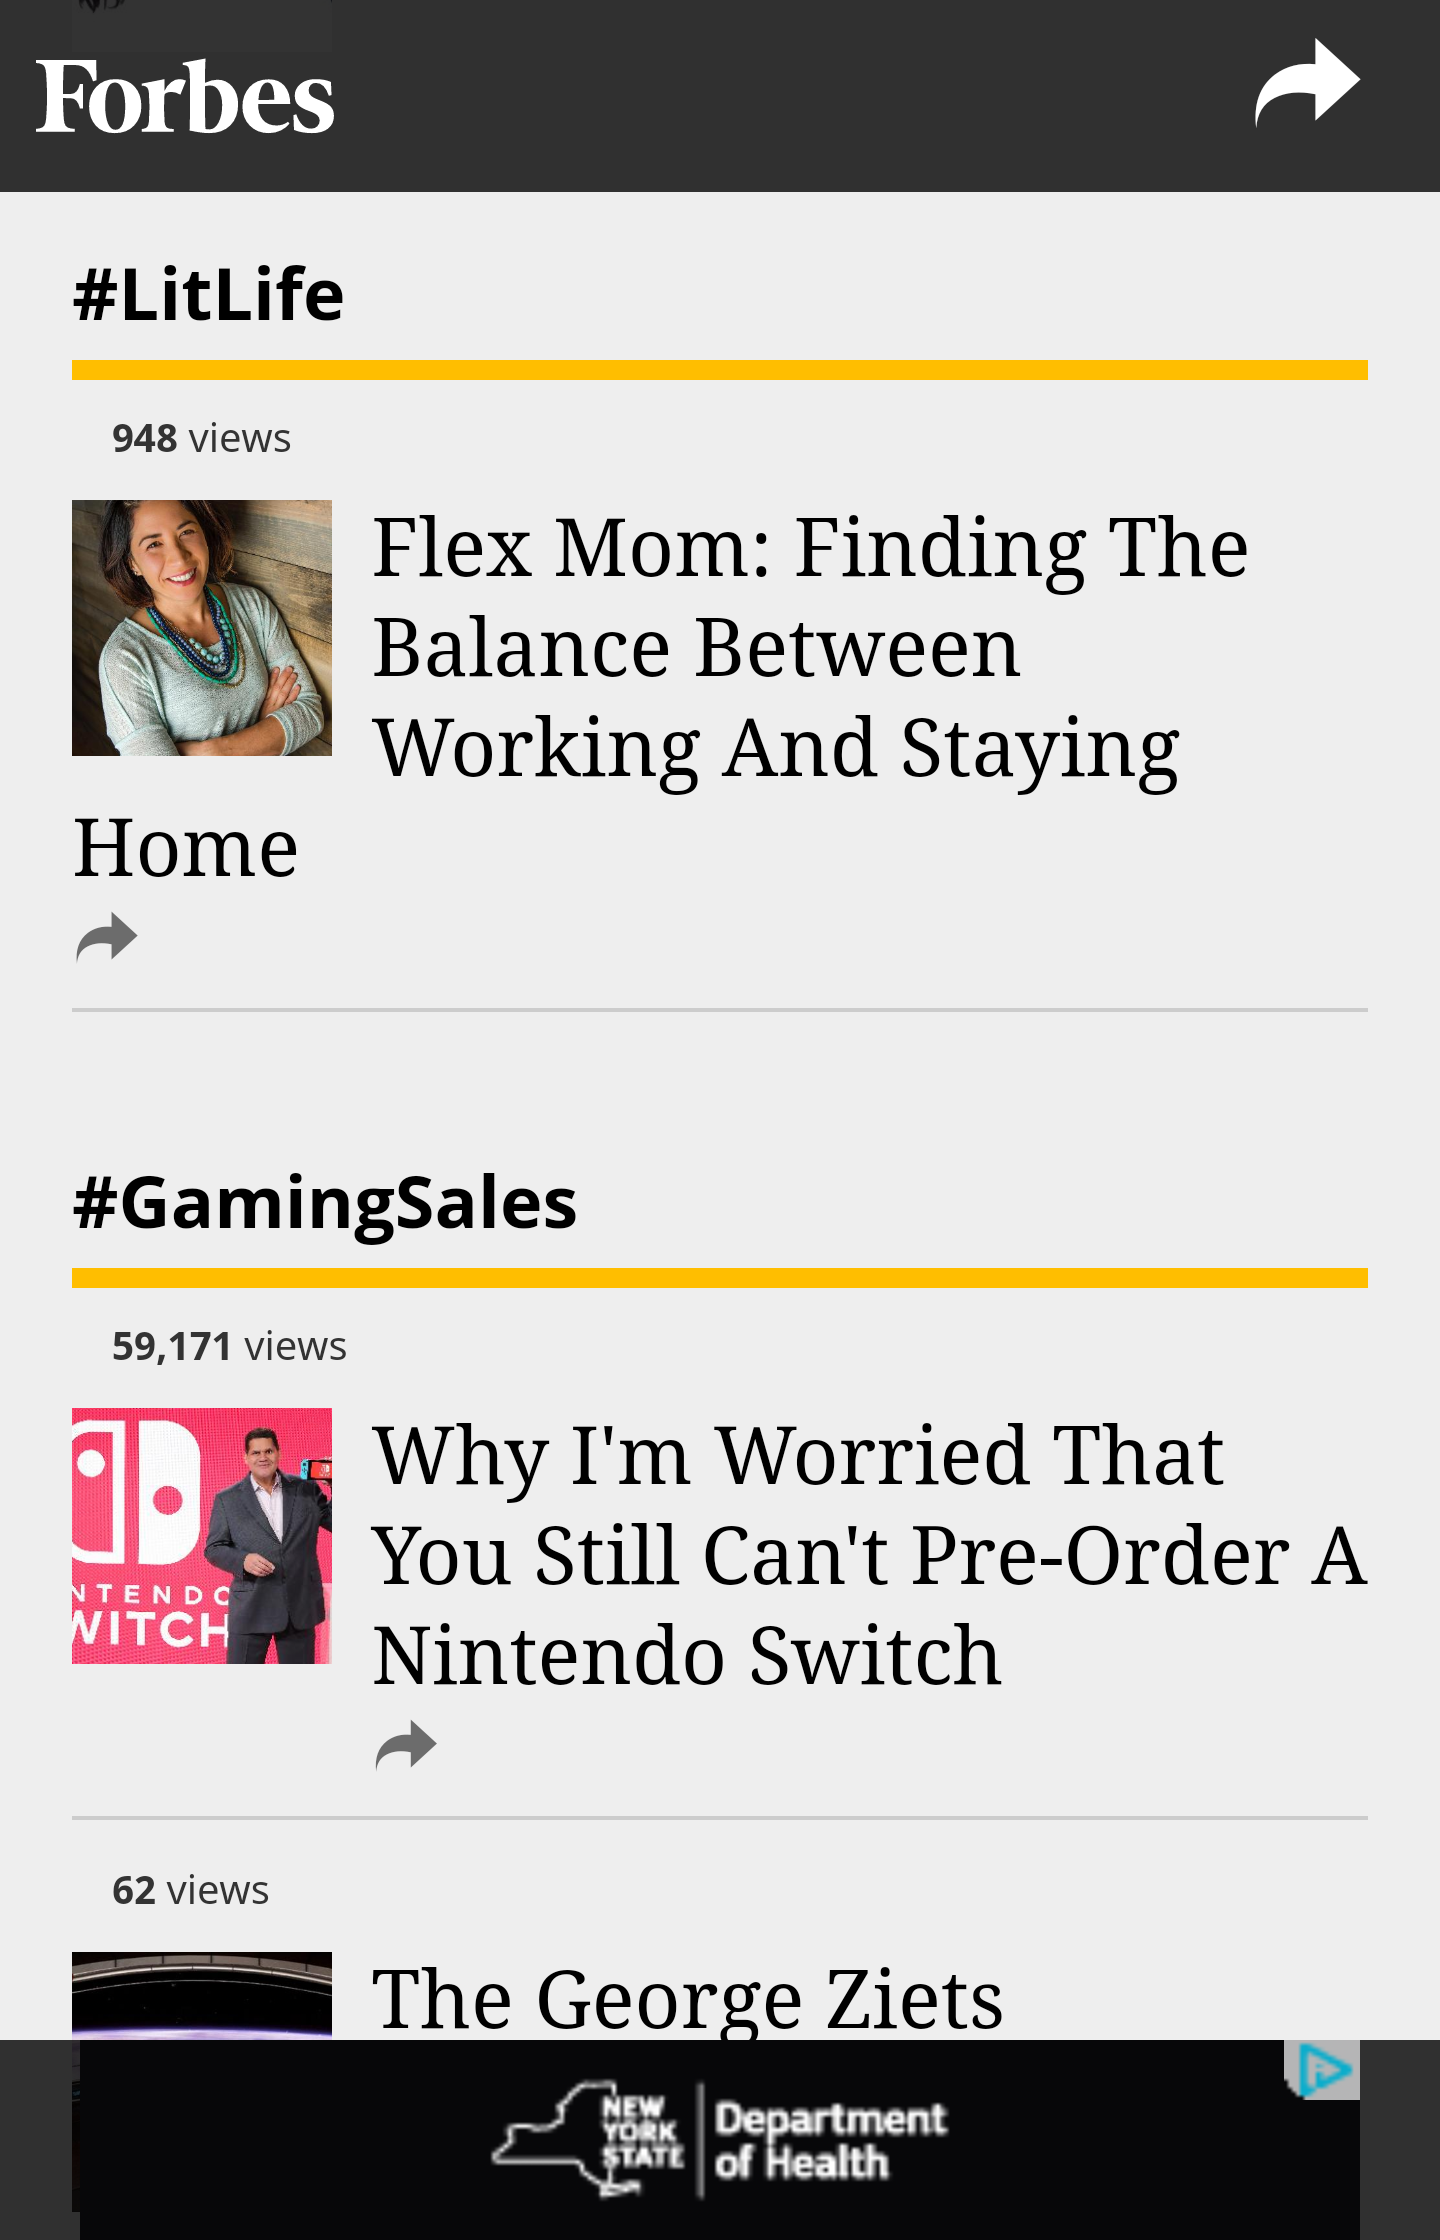 Forbes
#LitLife
948 views
Flex Mom: Finding The
Balance Between
Working And Staying
Home
#GamingSales
59,171 views
Why I'm Worried That
You Still Can't Pre-Order A
Nintendo Switch
NTENDO
WITCH
62 views
The George Ziets
NEW
YORK
STATE
Department
of Health